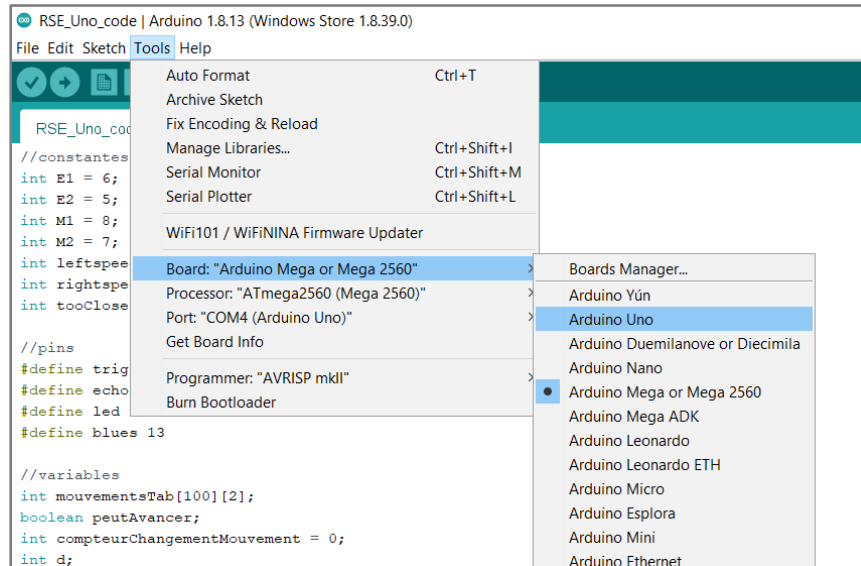 RSE_Uno_code | Arduino 1.8.13 (Windows Store 1.8.39.0)
File Edit Sketch Tools Help
Auto Format Ctrl+T
Archive Sketch
Fix Encoding & Reload
Manage Libraries... Ctrl+Shift+I
Serial Monitor Ctrl+Shift+M
Serial Plotter Ctrl+Shift+L
WiFi101 / WiFiNINA Firmware Updater
Board: "Arduino Mega or Mega 2560"
Processor: "ATmega2560 (Mega 2560)"
Port: "COM4 (Arduino Uno)"
Get Board Info
Programmer: "AVRISP mkII"
Burn Bootloader
Boards Manager...
Arduino Yún
Arduino Uno
Arduino Duemilanove or Diecimila
Arduino Nano
Arduino Mega or Mega 2560
Arduino Mega ADK
Arduino Leonardo
Arduino Leonardo ETH
Arduino Micro
Arduino Esplora
Arduino Mini
Arduino Ethernet
RSE_Uno_cod
//constantes
int E1 = 6;
int E2 = 5;
int M1 = 8;
int M2 = 7;
int leftspee
int rightspe
int tooClose
//pins
#define trig
#define echo
#define led
#define blues 13
//variables
int mouvementsTab[100][2];
boolean peutAvancer;
int compteurChangementMouvement = 0;
int d;